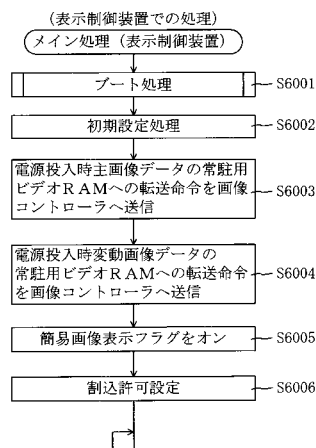 (表示制御装置での処理)
メイン処理(表示制御装置)
ブート処理
S6001
初期設定処理
S6002
電源投入時主画像データの常駐用
ビデオRAMへの転送命令を画像
コントローラへ送信
S6003
電源投入時変動画像データの
常駐用ビデオRAMへの転送命令
を画像コントローラへ送信
S6004
簡易画像表示フラグをオン
S6005
割込許可設定
S6006